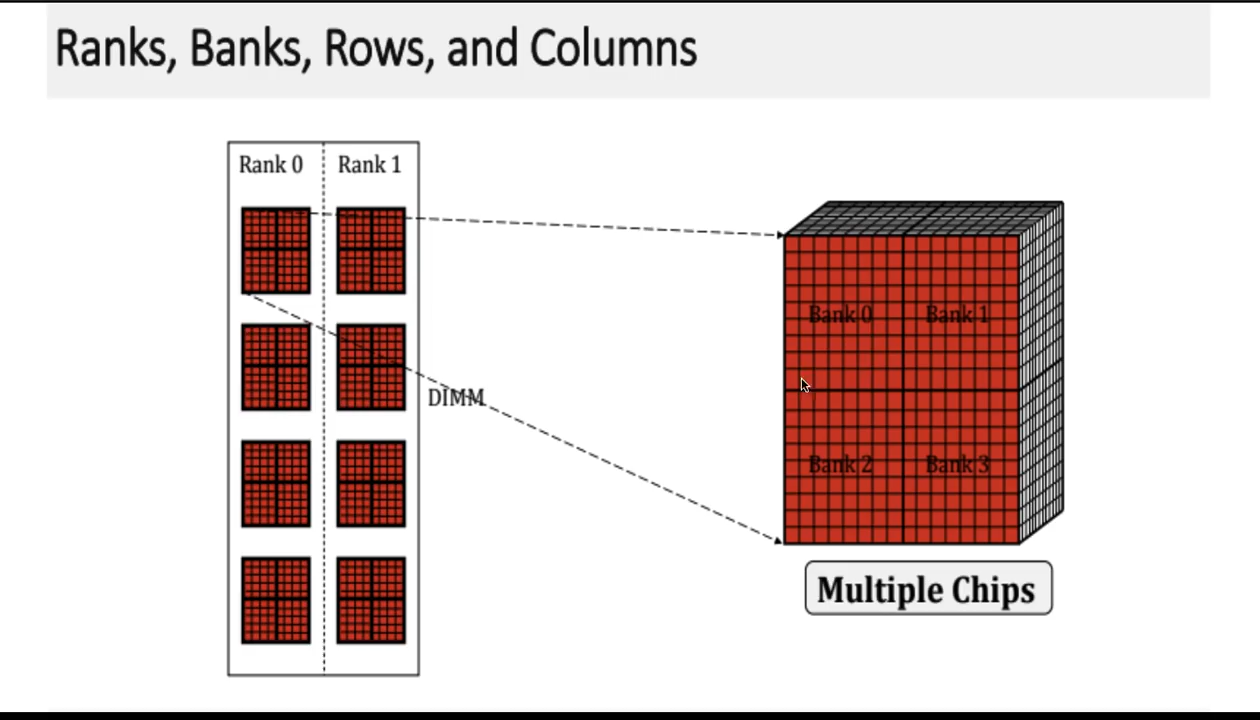 Ranks, Banks, Rows, and Columns
Rank 0
Rank 1
Bank 0
Bank 1
DIMM
Bank 2
Bank 3
Multiple Chips